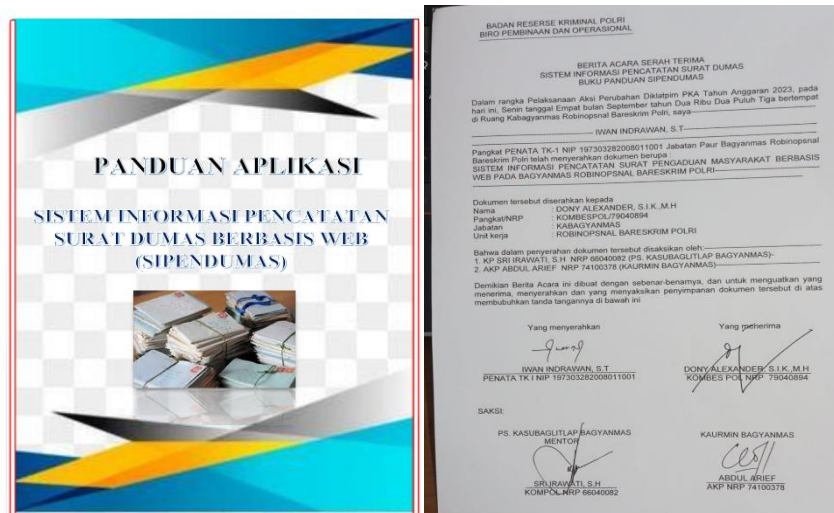 PANDUAN APLIKASI
SISTEM INFORMASI PENCATATAN
SURAT DUMAS BERBASIS WEB
(SIPENDUMAS)
BADAN RESERSE KRIMINAL POLRI
BIRO PEMBINAAN DAN OPERASIONAL
BERITA ACARA SERAH TERIMA
SISTEM INFORMASI PENCATATAN SURAT DUMAS
BUKU PANDUAN SIPENDUMAS
Dalam rangka Pelaksanaan Aksi Perubahan Diklatpim PKA Tahun Anggaran 2023, pada
hari ini, Senin tanggal Empat bulan September tahun Dua Ribu Dua Puluh Tiga bertempat
di Ruang Kabagyanmas Robinopsnal Bareskrim Polri, saya
IWAN INDRAWAN, S.T
Pangkat PENATA TK-1 NIP 197303282008011001 Jabatan Paur Bagyanmas Robinopsnal
Bareskrim Polri telah menyerahkan dokumen berupa :
SISTEM INFORMASI PENCATATAN SURAT PENGADUAN MASYARAKAT BERBASIS
WEB PADA BAGYANMAS ROBINOPSNAL BARESKRIM POLRI
Dokumen tersebut diserahkan kepada
Nama : DONY ALEXANDER, S.I.K.,M.H
Pangkat/NRP : KOMBESPOL/79040894
Jabatan : KABAGYANMAS
Unit kerja : ROBINOPSNAL BARESKRIM POLRI
Bahwa dalam penyerahan dokumen tersebut disaksikan oleh:
1. KP SRI IRAWATI, S.H NRP 66040082 (PS. KASUBAGLITLAP BAGYANMAS)-
2. AKP ABDUL ARIEF NRP 74100378 (KAURMIN BAGYANMAS)
Demikian Berita Acara ini dibuat dengan sebenar-benarnya, dan untuk menguatkan yang
menerima, menyerahkan dan yang menyaksikan penyimpanan dokumen tersebut di atas
membubuhkan tanda tangannya di bawah ini
Yang menyerahkan
IWAN INDRAWAN, S.T
PENATA TK I NIP 197303282008011001
Yang menerima
DONY ALEXANDER, S.I.K.,M.H
KOMBES POL NRP 79040894
SAKSI:
PS. KASUBAGLITLAP BAGYANMAS
MENTOR
SRI IRAWATI, S.H
KOMPOL NRP 66040082
KAURMIN BAGYANMAS
ABDUL ARIEF
AKP NRP 74100378